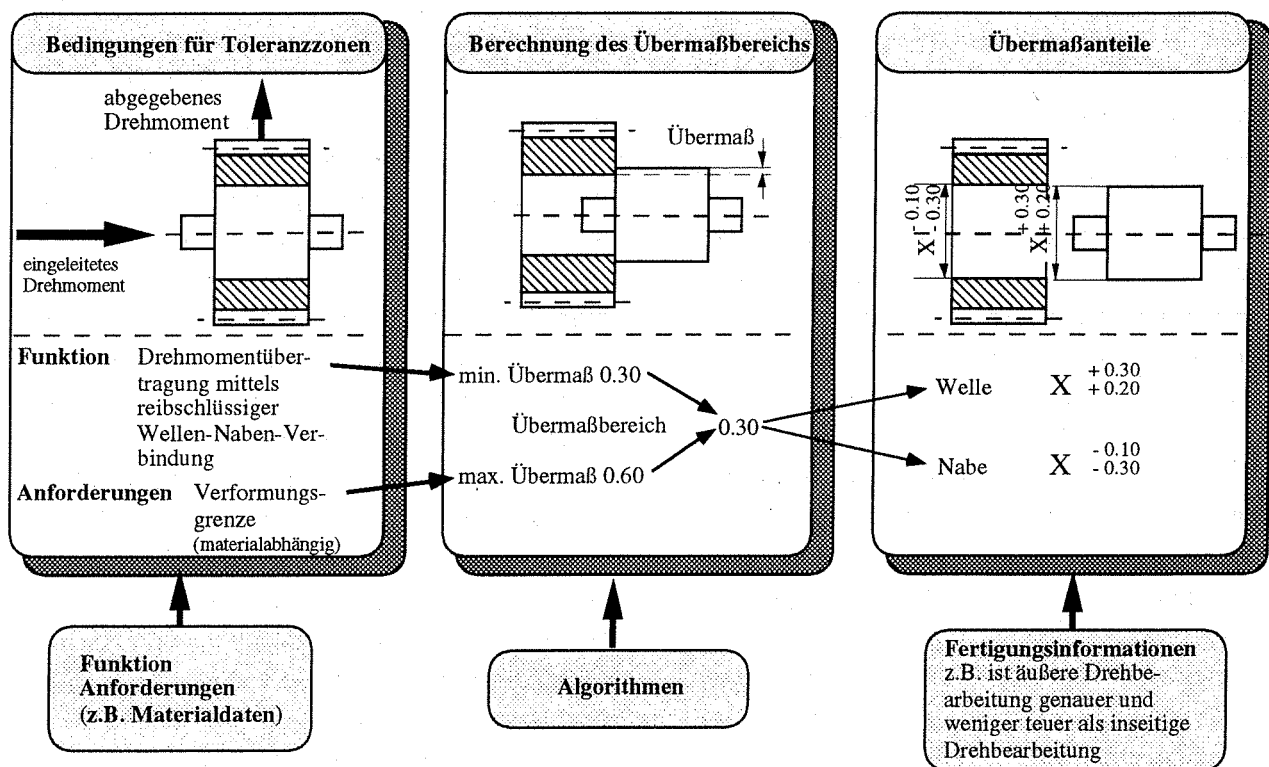 Bedingungen für Toleranzzonen
abgegebenes
Drehmoment
eingeleitetes
Drehmoment
Funktion Drehmomentüber-
tragung mittels
reibschlüssiger
Wellen-Naben-Ver-
bindung
Anforderungen Verformungs-
grenze
(materialabhängig)
Funktion
Anforderungen
(z.B. Materialdaten)
Berechnung des Übermaßbereichs
Übermaß
min. Übermaß 0.30
Übermaßbereich 0.30
max. Übermaß 0.60
Algorithmen
Übermaßanteile
X - 0.10
- 0.30
X + 0.30
+ 0.20
Welle X + 0.30
+ 0.20
Nabe X - 0.10
- 0.30
Fertigungsinformationen
z.B. ist äußere Drehbe-
arbeitung genauer und
weniger teuer als inseitige
Drehbearbeitung